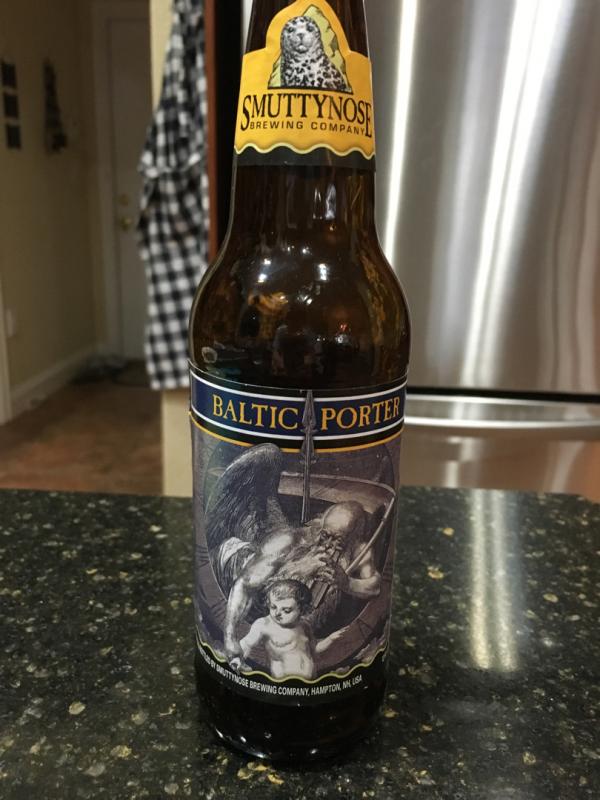 SMUTTYNOSE
BREWING COMPANY
BALTIC PORTER
BY SMUTTYNOSE BREWING COMPANY, HAMPTON, NH, USA